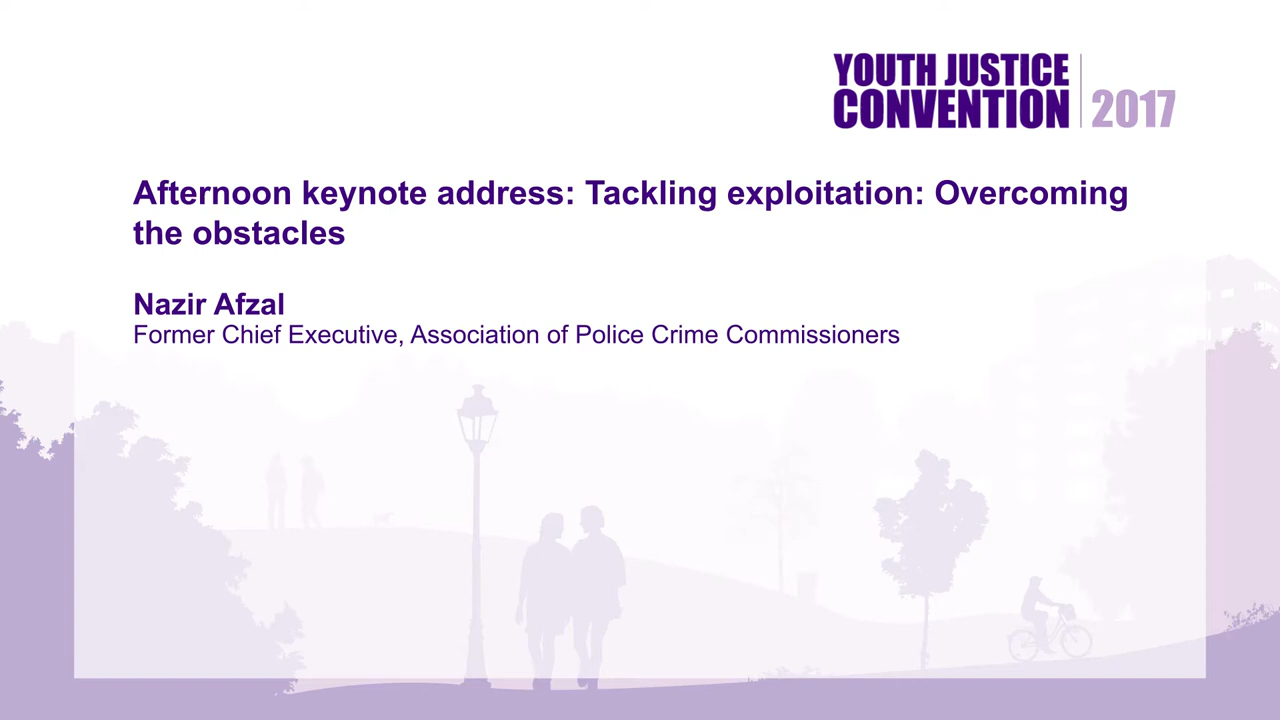 YOUTH JUSTICE
CONVENTION 2017
Afternoon keynote address: Tackling exploitation: Overcoming
the obstacles
Nazir Afzal
Former Chief Executive, Association of Police Crime Commissioners